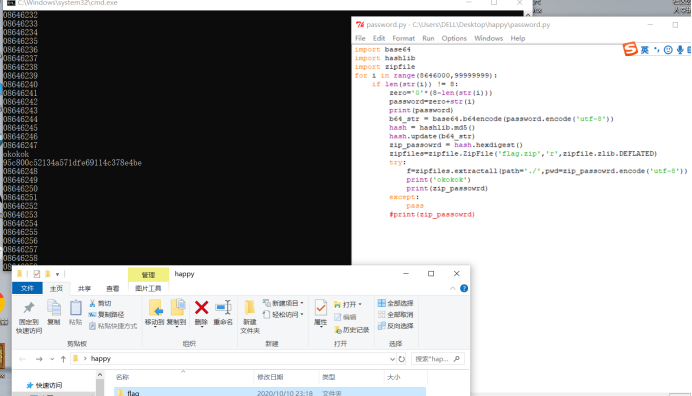 C:\Windows\system32\cmd.exe
08646232
08646233
08646234
08646235
08646236
08646237
08646238
08646239
08646240
08646241
08646242
08646243
08646244
08646245
08646246
08646247
okokok
95c800c52134a571dfe69114c378e4be
08646248
08646249
08646250
08646251
08646252
08646253
08646254
08646255
08646256
08646257
08646258
password.py - C:\Users\DELL\Desktop\happy\password.py
File Edit Format Run Options Windows Help
英
import base64
import hashlib
import zipfile
for i in range(8646000,99999999):
if len(str(i)) != 8:
zero='0'*(8-len(str(i)))
password=zero+str(i)
print(password)
b64_str = base64.b64encode(password.encode('utf-8'))
hash = hashlib.md5()
hash.update(b64_str)
zip_passowrd = hash.hexdigest()
zipfiles=zipfile.ZipFile('flag.zip','r',zipfile.zlib.DEFLATED)
try:
f=zipfiles.extractall(path='./',pwd=zip_passowrd.encode('utf-8'))
print('okokok')
print(zip_passowrd)
except:
pass
#print(zip_passowrd)
管理
happy
文件 主页 共享 查看 图片工具
固定到快速访问
复制
粘贴
剪切
复制路径
粘贴快捷方式
剪贴板
移动到 复制到 删除 重命名
组织
新建文件夹
新建项目
轻松访问
新建
属性
打开
编辑
历史记录
打开
全部选择
全部取消
反向选择
选择
happy
搜索"hap...
快速访问
名称 修改日期 类型 大小
flag 2020/10/10 23:18 文件夹